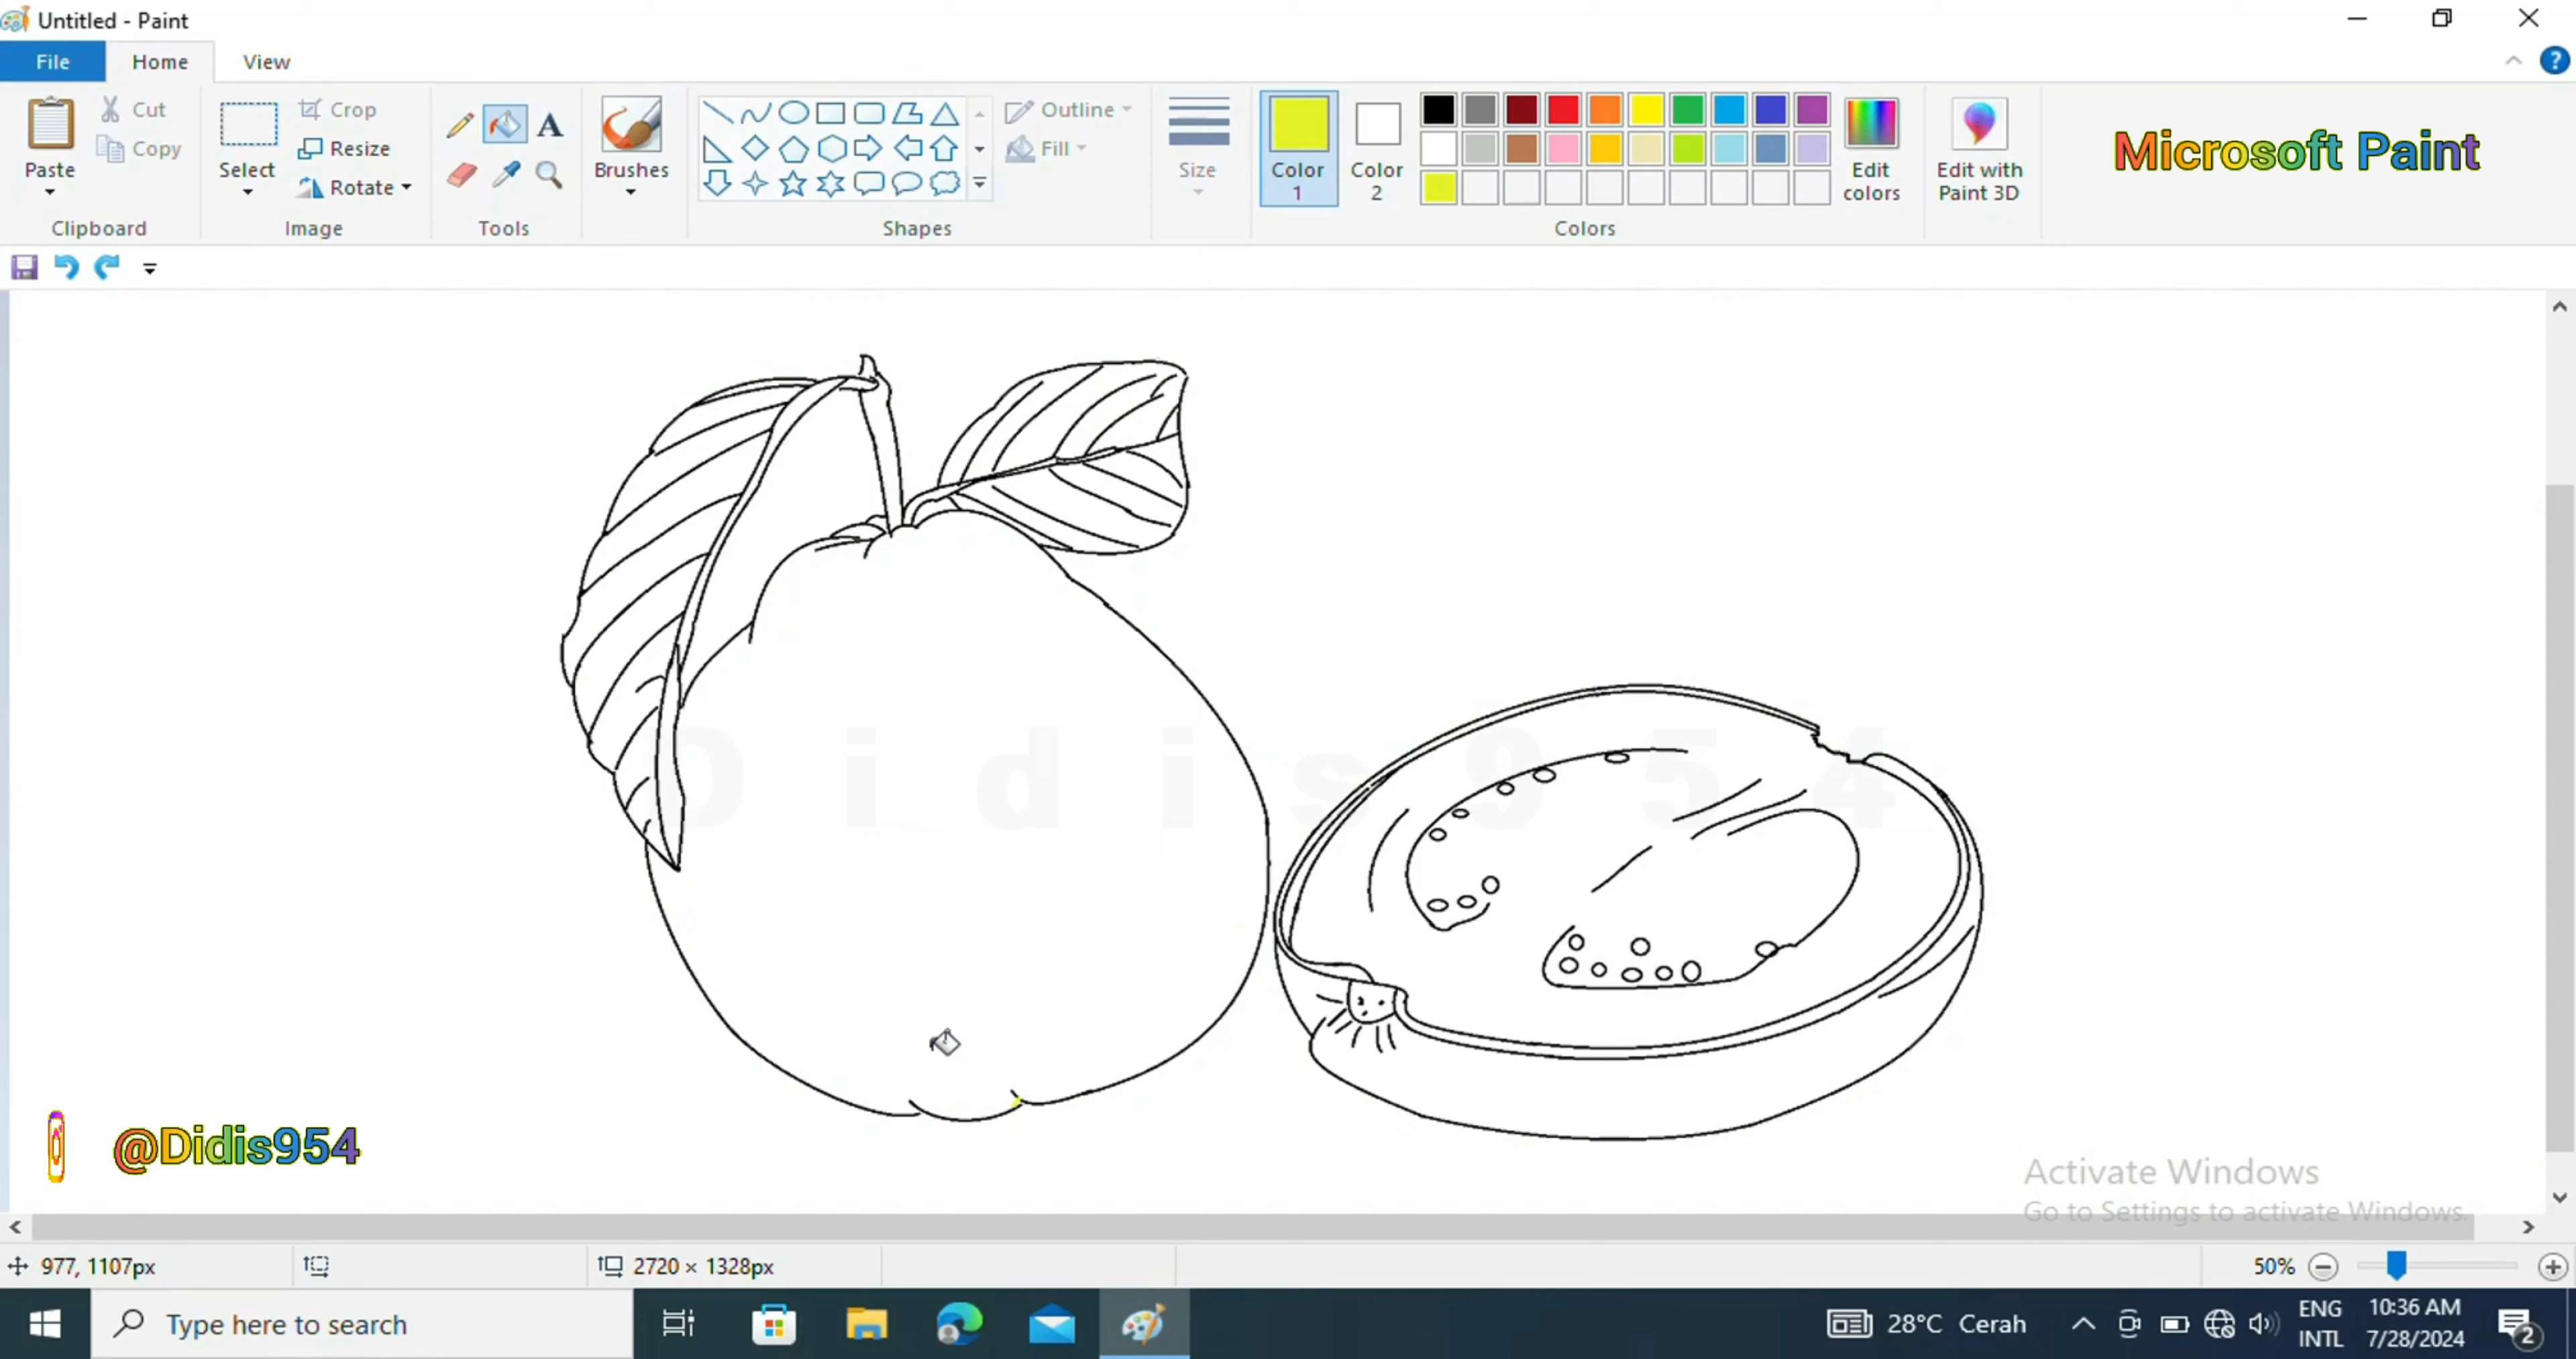 Untitled - Paint
File Home View
Paste
Cut
Copy
Clipboard
Select
Crop
Resize
Rotate
Image
A
Tools
Brushes
Shapes
Outline
Fill
Size
Color 1
Color 2
Colors
Edit colors
Edit with Paint 3D
Microsoft Paint
Didis954
@Didis954
Activate Windows
Go to Settings to activate Windows.
977, 1107px
2720 × 1328px
50%
Type here to search
28°C Cerah
ENG
INTL
10:36 AM
7/28/2024
2